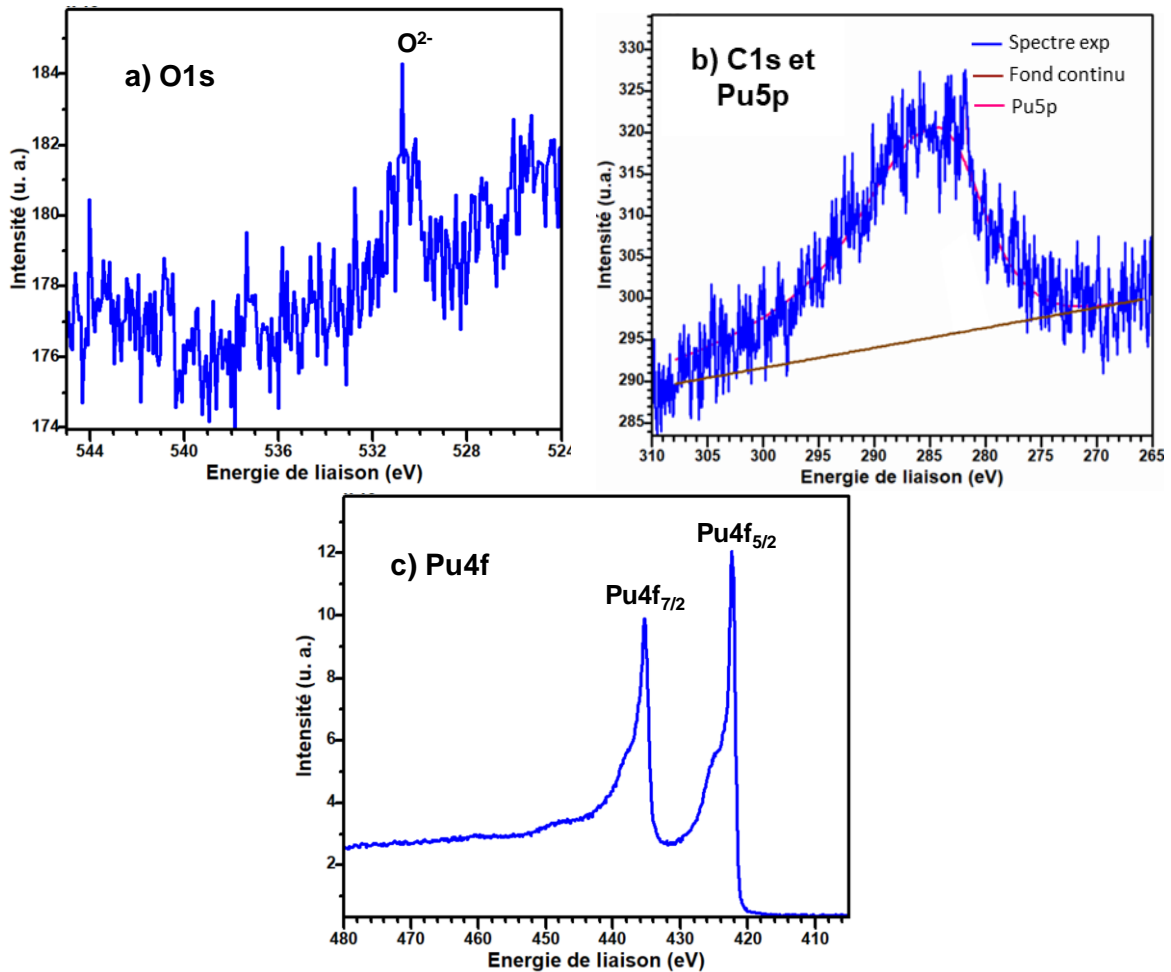 a) O1s
O²⁻
Intensité (u. a.)
184
182
180
178
176
174
544 540 536 532 528 524
Energie de liaison (eV)
b) C1s et
Pu5p
Spectre exp
Fond continu
Pu5p
Intensité (u.a.)
330
325
320
315
310
305
300
295
290
285
310 305 300 295 290 285 280 275 270 265
Energie de liaison (eV)
c) Pu4f
Pu4f₇/₂
Pu4f₅/₂
Intensité (u. a.)
12
10
8
6
4
2
480 470 460 450 440 430 420 410
Energie de liaison (eV)